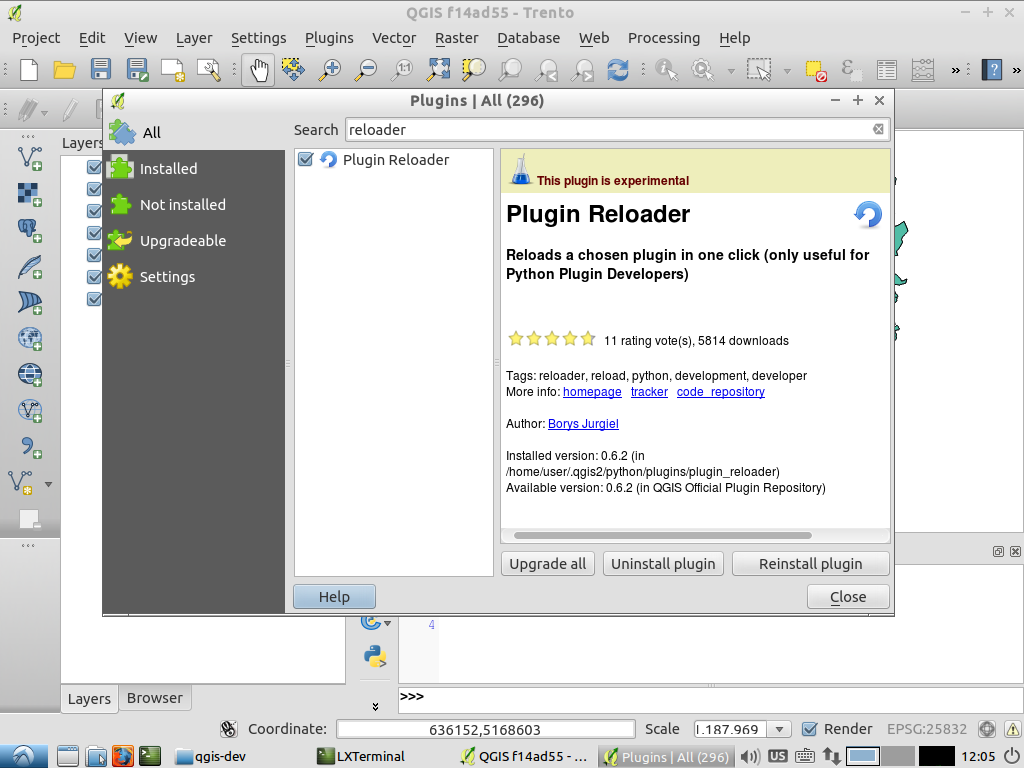 QGIS f14ad55 - Trento
Project Edit View Layer Settings Plugins Vector Raster Database Web Processing Help
1:1
Plugins | All (296)
All
Search
reloader
Layers
Installed
Not installed
Upgradeable
Settings
Plugin Reloader
This plugin is experimental
Plugin Reloader
Reloads a chosen plugin in one click (only useful for
Python Plugin Developers)
11 rating vote(s), 5814 downloads
Tags: reloader, reload, python, development, developer
More info: homepage tracker code_repository
Author: Borys Jurgiel
Installed version: 0.6.2 (in
/home/user/.qgis2/python/plugins/plugin_reloader)
Available version: 0.6.2 (in QGIS Official Plugin Repository)
Upgrade all
Uninstall plugin
Reinstall plugin
Help
Close
4
>>>
Layers
Browser
Coordinate:
636152,5168603
Scale
Render
EPSG:25832
qgis-dev
LXTerminal
QGIS f14ad55 - ...
Plugins | All (296)
US
12:05